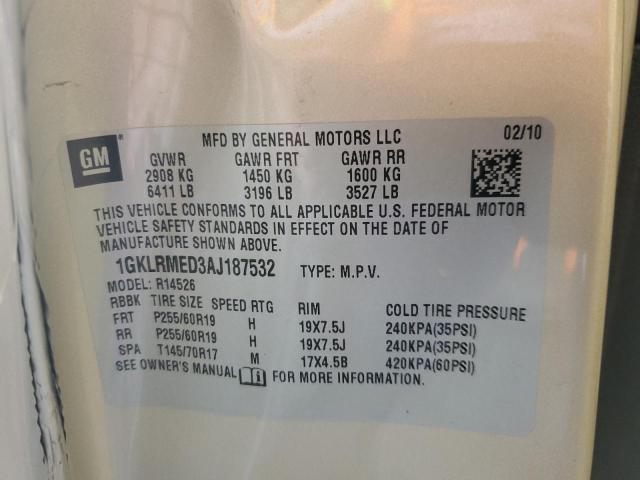 GM
MFD BY GENERAL MOTORS LLC 02/10
GVWR GAWR FRT GAWR RR
2908 KG 1450 KG 1600 KG
6411 LB 3196 LB 3527 LB
THIS VEHICLE CONFORMS TO ALL APPLICABLE U.S. FEDERAL MOTOR
VEHICLE SAFETY STANDARDS IN EFFECT ON THE DATE OF
MANUFACTURE SHOWN ABOVE.
1GKLRMED3AJ187532 TYPE: M.P.V.
MODEL: R14526
RBBK TIRE SIZE SPEED RTG RIM COLD TIRE PRESSURE
FRT P255/60R19 H 19X7.5J 240KPA(35PSI)
RR P255/60R19 H 19X7.5J 240KPA(35PSI)
SPA T145/70R17 M 17X4.5B 420KPA(60PSI)
SEE OWNER'S MANUAL FOR MORE INFORMATION.